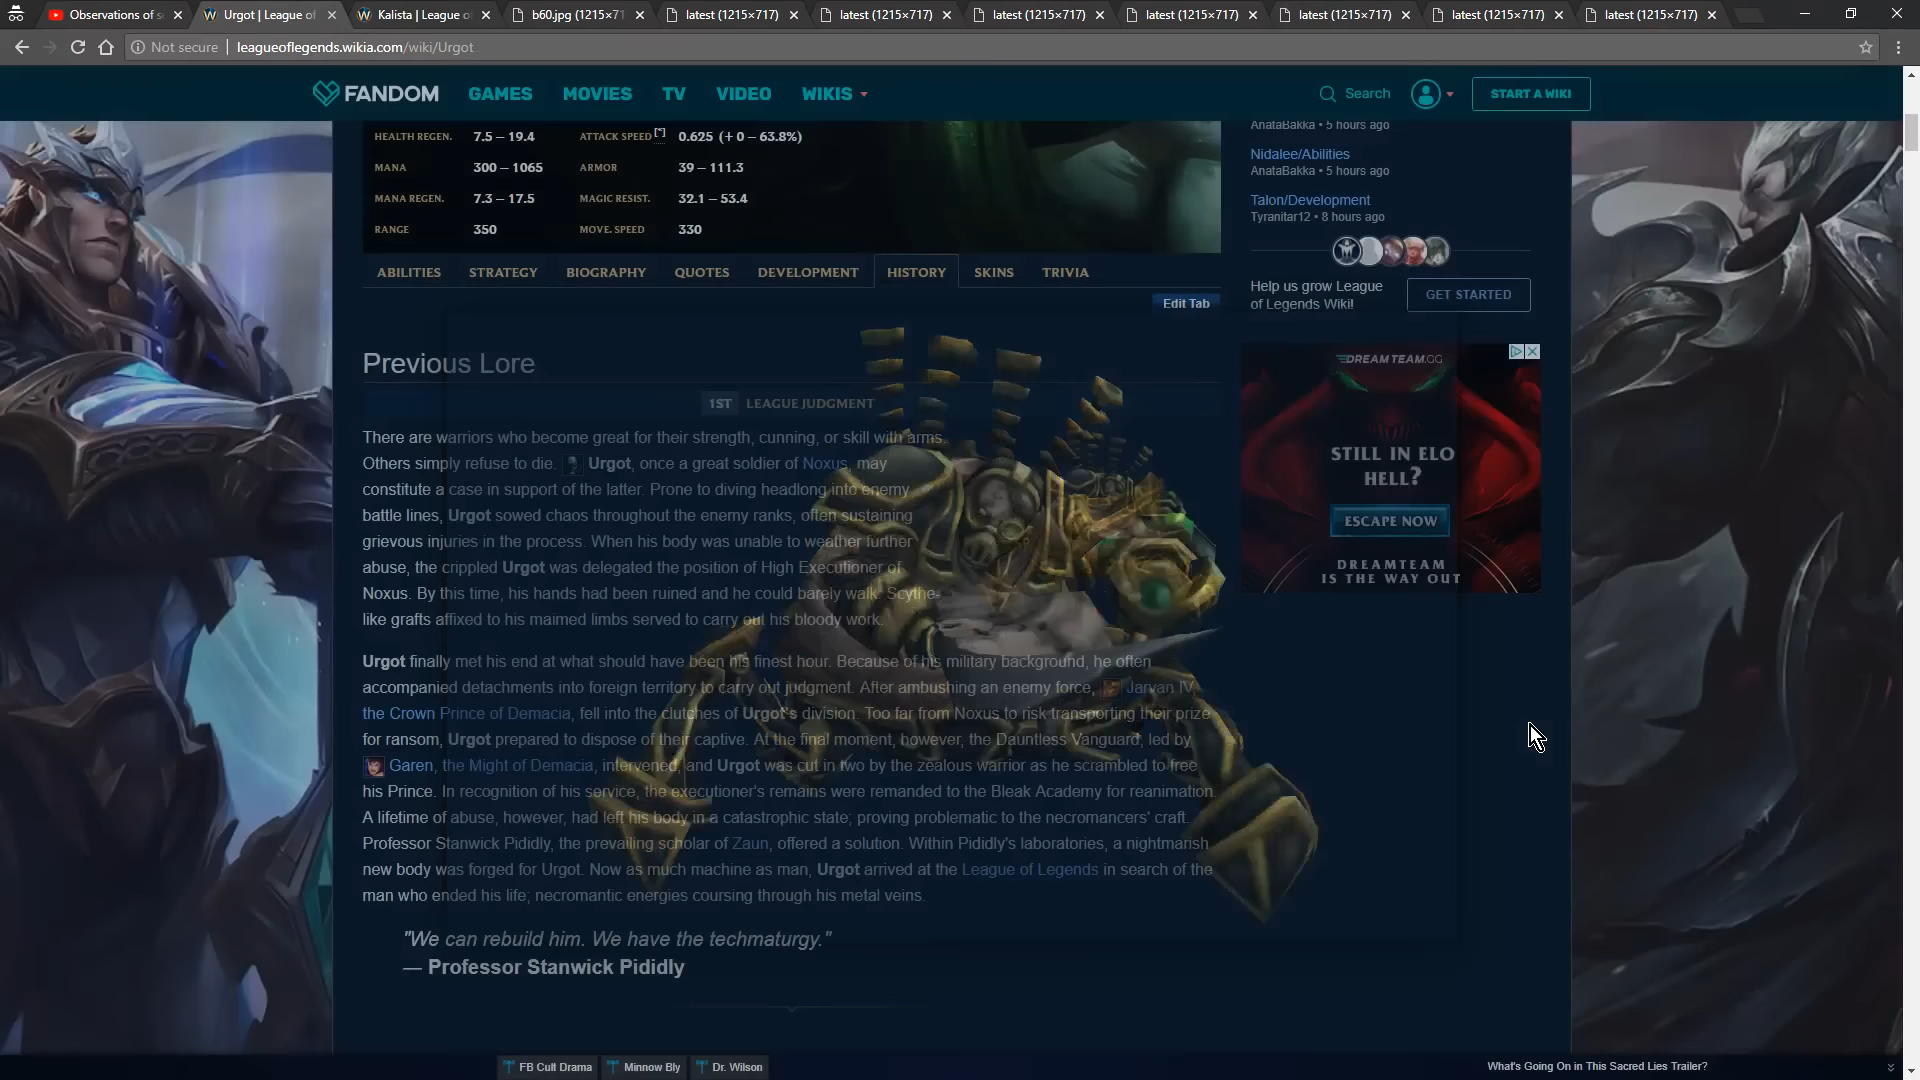 Observations of s
Urgot | League of
Kalista | League o
b60.jpg (1215×71
latest (1215×717)
latest (1215×717)
latest (1215×717)
latest (1215×717)
latest (1215×717)
latest (1215×717)
latest (1215×717)
Not secure | leagueoflegends.wikia.com/wiki/Urgot
FANDOM GAMES MOVIES TV VIDEO WIKIS Search START A WIKI
HEALTH REGEN. 7.5 – 19.4 ATTACK SPEED [*] 0.625 (+ 0 – 63.8%)
MANA 300 – 1065 ARMOR 39 – 111.3
MANA REGEN. 7.3 – 17.5 MAGIC RESIST. 32.1 – 53.4
RANGE 350 MOVE. SPEED 330
AnataBakka • 5 hours ago
Nidalee/Abilities
AnataBakka • 5 hours ago
Talon/Development
Tyranitar12 • 8 hours ago
Help us grow League
of Legends Wiki!
GET STARTED
ABILITIES STRATEGY BIOGRAPHY QUOTES DEVELOPMENT HISTORY SKINS TRIVIA
Edit Tab
Previous Lore
1ST LEAGUE JUDGMENT
There are warriors who become great for their strength, cunning, or skill with arms.
Others simply refuse to die. Urgot, once a great soldier of Noxus, may
constitute a case in support of the latter. Prone to diving headlong into enemy
battle lines, Urgot sowed chaos throughout the enemy ranks, often sustaining
grievous injuries in the process. When his body was unable to weather further
abuse, the crippled Urgot was delegated the position of High Executioner of
Noxus. By this time, his hands had been ruined and he could barely walk. Scythe-
like grafts affixed to his maimed limbs served to carry out his bloody work.
Urgot finally met his end at what should have been his finest hour. Because of his military background, he often
accompanied detachments into foreign territory to carry out judgment. After ambushing an enemy force, Jarvan IV
the Crown Prince of Demacia, fell into the clutches of Urgot's division. Too far from Noxus to risk transporting their prize
for ransom, Urgot prepared to dispose of their captive. At the final moment, however, the Dauntless Vanguard, led by
Garen, the Might of Demacia, intervened, and Urgot was cut in two by the zealous warrior as he scrambled to free
his Prince. In recognition of his service, the executioner's remains were remanded to the Bleak Academy for reanimation.
A lifetime of abuse, however, had left his body in a catastrophic state; proving problematic to the necromancers' craft.
Professor Stanwick Pididly, the prevailing scholar of Zaun, offered a solution. Within Pididly's laboratories, a nightmarish
new body was forged for Urgot. Now as much machine as man, Urgot arrived at the League of Legends in search of the
man who ended his life; necromantic energies coursing through his metal veins.
"We can rebuild him. We have the techmaturgy."
— Professor Stanwick Pididly
DREAMTEAM.GG
STILL IN ELO
HELL?
ESCAPE NOW
DREAMTEAM
IS THE WAY OUT
FB Cult Drama
Minnow Bly
Dr. Wilson
What's Going On in This Sacred Lies Trailer?